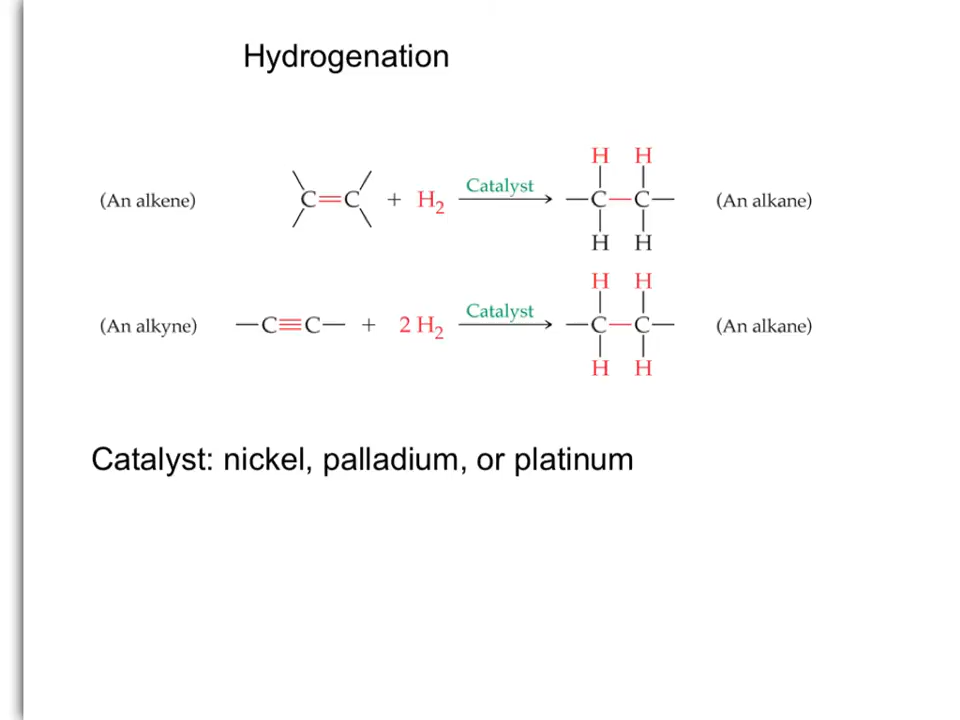 Hydrogenation
H H
(An alkene) C=C + H₂ Catalyst —C—C— (An alkane)
H H
H H
(An alkyne) —C≡C— + 2 H₂ Catalyst —C—C— (An alkane)
H H
Catalyst: nickel, palladium, or platinum